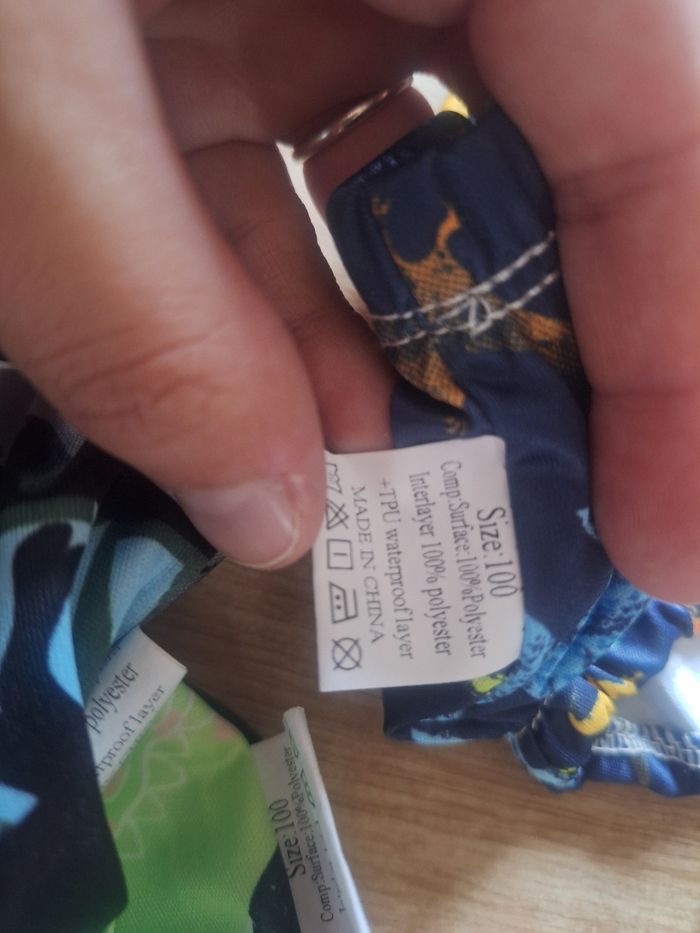 Size:100
Comp:Surface:100%Polyester
Interlayer 100% polyester
+TPU waterproof layer
MADE IN CHINA
polyester
rproof layer
Size:100
Comp:Surface:100%Polyester